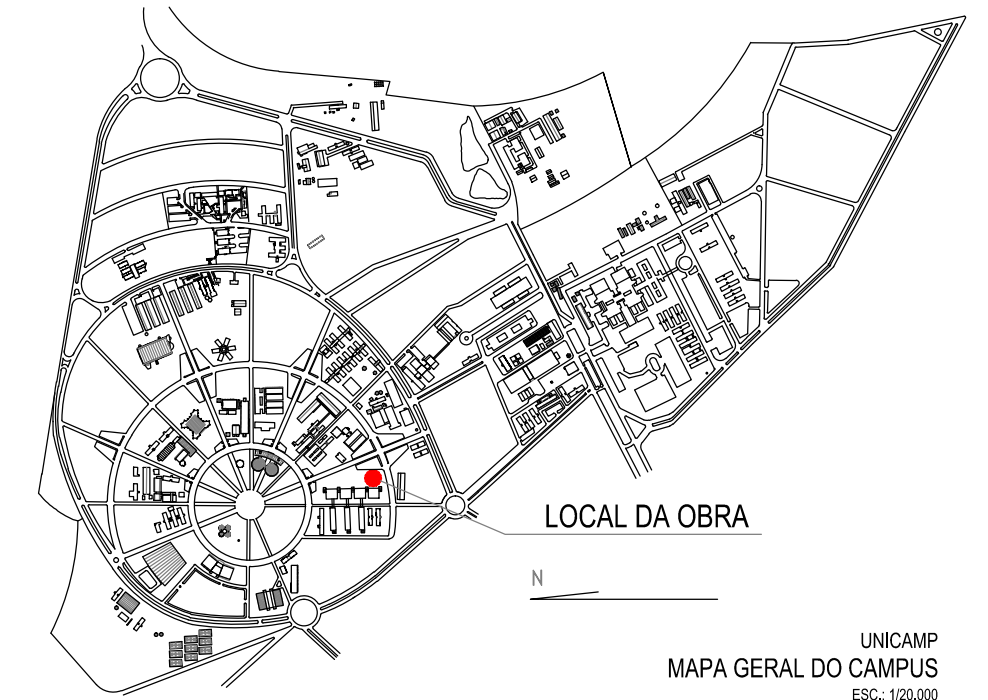 LOCAL DA OBRA
N
UNICAMP
MAPA GERAL DO CAMPUS
ESC.: 1/20.000